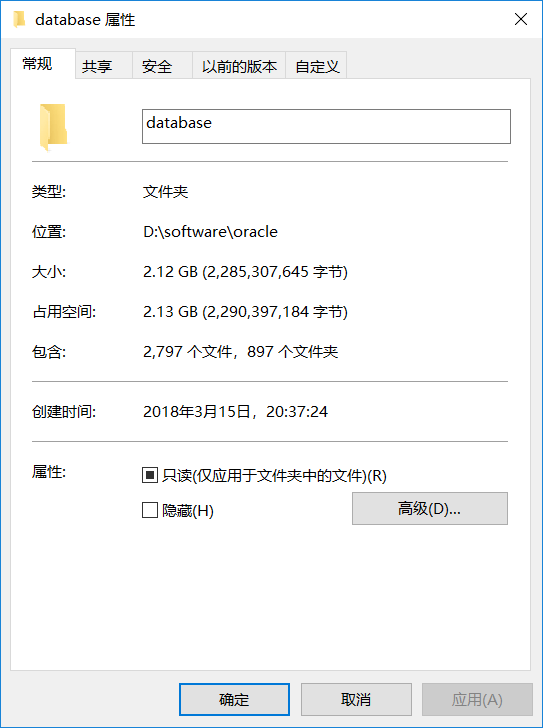 database 属性
常规 共享 安全 以前的版本 自定义
database
类型: 文件夹
位置: D:\software\oracle
大小: 2.12 GB (2,285,307,645 字节)
占用空间: 2.13 GB (2,290,397,184 字节)
包含: 2,797 个文件，897 个文件夹
创建时间: 2018年3月15日，20:37:24
属性: 只读(仅应用于文件夹中的文件)(R)
隐藏(H) 高级(D)...
确定 取消 应用(A)